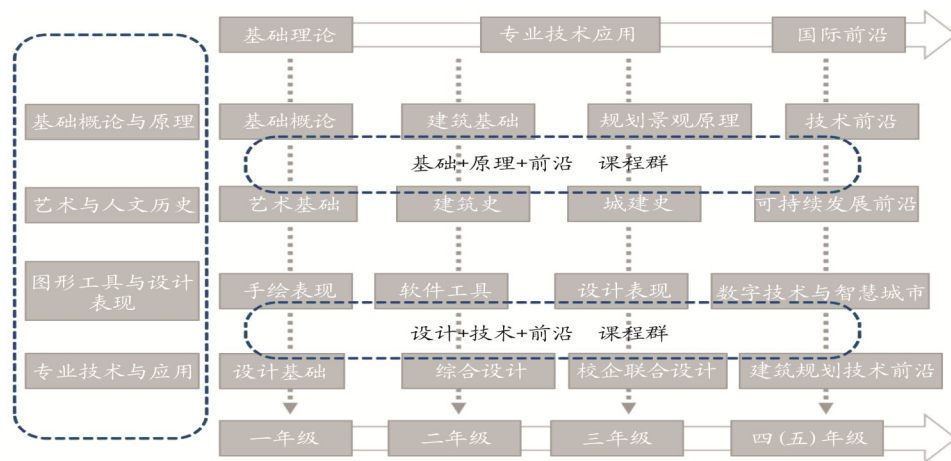 基础理论
专业技术应用
国际前沿
基础概论与原理
基础概论
建筑基础
规划景观原理
技术前沿
基础+原理+前沿 课程群
艺术与人文历史
艺术基础
建筑史
城建史
可持续发展前沿
图形工具与设计
表现
手绘表现
软件工具
设计表现
数字技术与智慧城市
设计+技术+前沿 课程群
专业技术与应用
设计基础
综合设计
校企联合设计
建筑规划技术前沿
一年级
二年级
三年级
四(五)年级